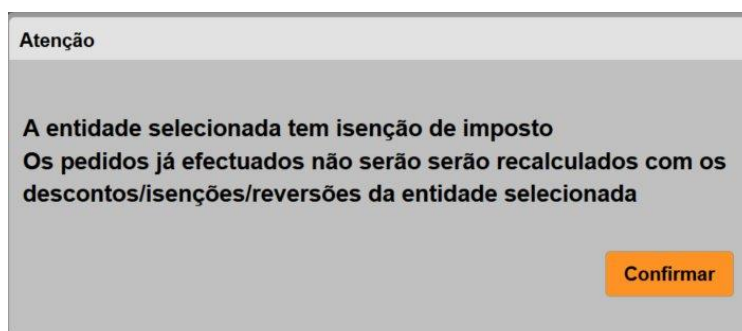 Atenção
A entidade selecionada tem isenção de imposto
Os pedidos já efectuados não serão serão recalculados com os
descontos/isenções/reversões da entidade selecionada
Confirmar